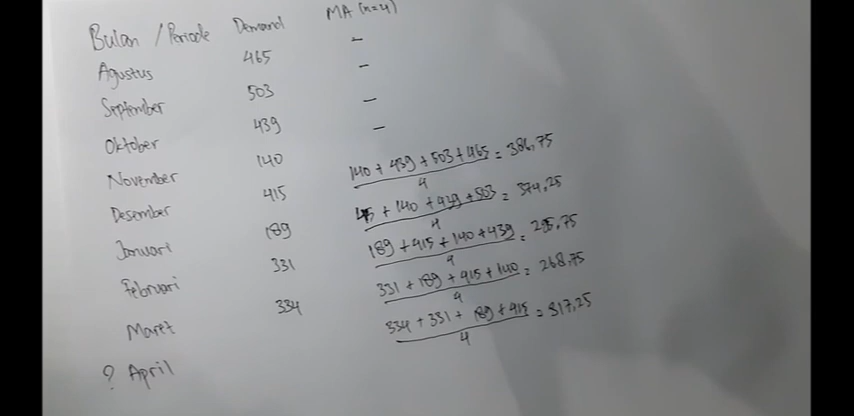 Bulan / Periode Demand MA (n=4)
Agustus 465 -
September 503 -
Oktober 439 -
November 140 -
Desember 415 140 + 439 + 503 + 465 = 386,75
4
Januari 189 415 + 140 + 439 + 503 = 374,25
4
Februari 331 189 + 415 + 140 + 439 = 295,75
4
Maret 334 331 + 189 + 415 + 140 = 268,75
4
? April 334 + 331 + 189 + 415 = 317,25
4